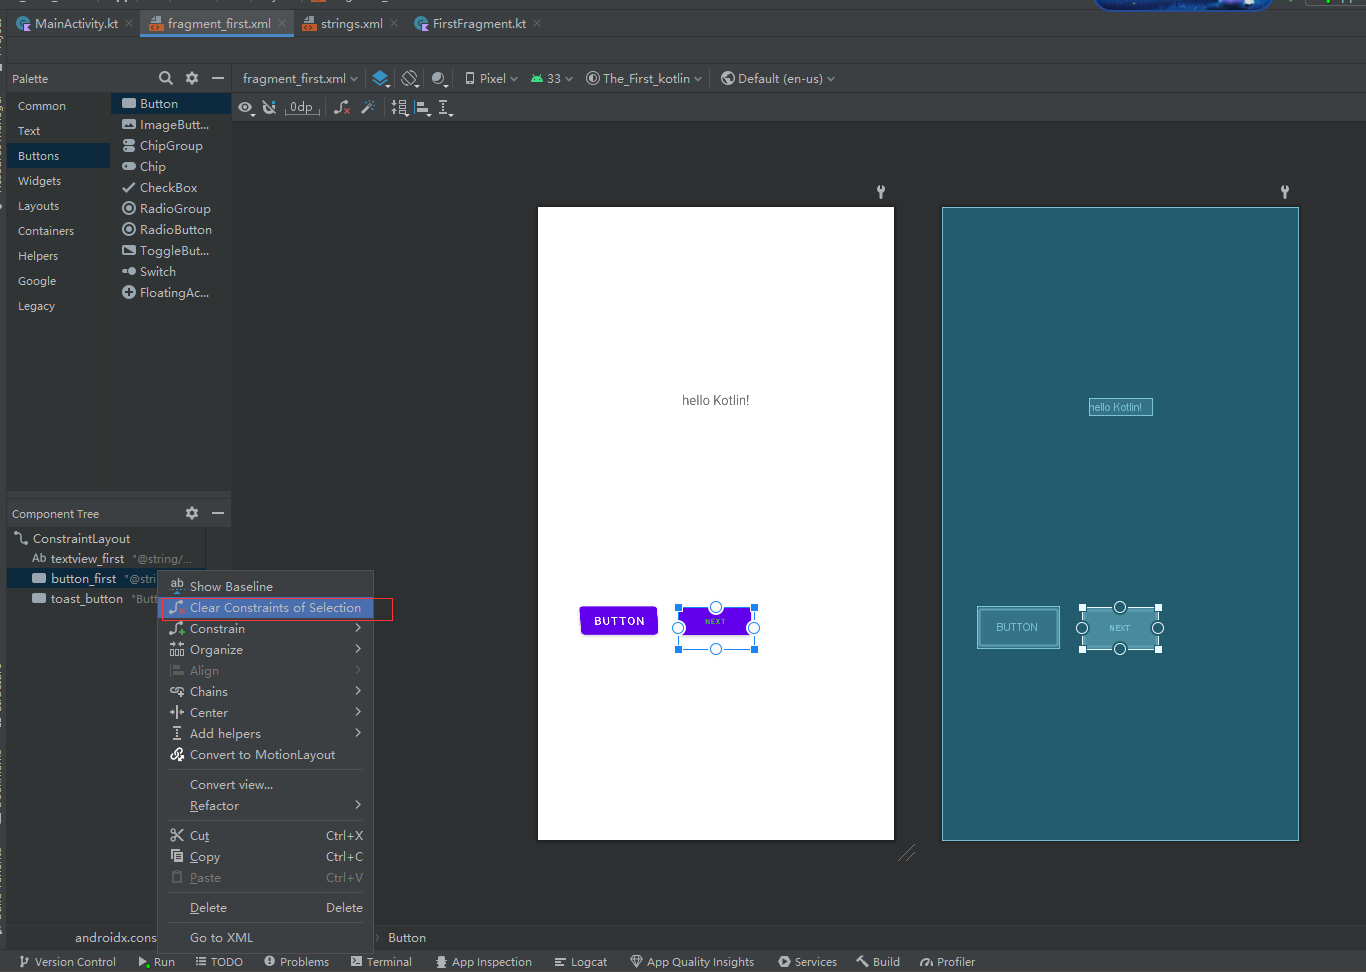 MainActivity.kt
fragment_first.xml
strings.xml
FirstFragment.kt
Palette
fragment_first.xml
Pixel
33
The_First_kotlin
Default (en-us)
0dp
Common
Text
Buttons
Widgets
Layouts
Containers
Helpers
Google
Legacy
Button
ImageButt...
ChipGroup
Chip
CheckBox
RadioGroup
RadioButton
ToggleBut...
Switch
FloatingAc...
hello Kotlin!
BUTTON
NEXT
hello Kotlin!
BUTTON
NEXT
Component Tree
ConstraintLayout
Ab textview_first "@string/...
button_first "@stri
toast_button "Butt
ab Show Baseline
Clear Constraints of Selection
Constrain
Organize
Align
Chains
Center
Add helpers
Convert to MotionLayout
Convert view...
Refactor
Cut Ctrl+X
Copy Ctrl+C
Paste Ctrl+V
Delete Delete
Go to XML
androidx.cons
Button
Version Control
Run
TODO
Problems
Terminal
App Inspection
Logcat
App Quality Insights
Services
Build
Profiler